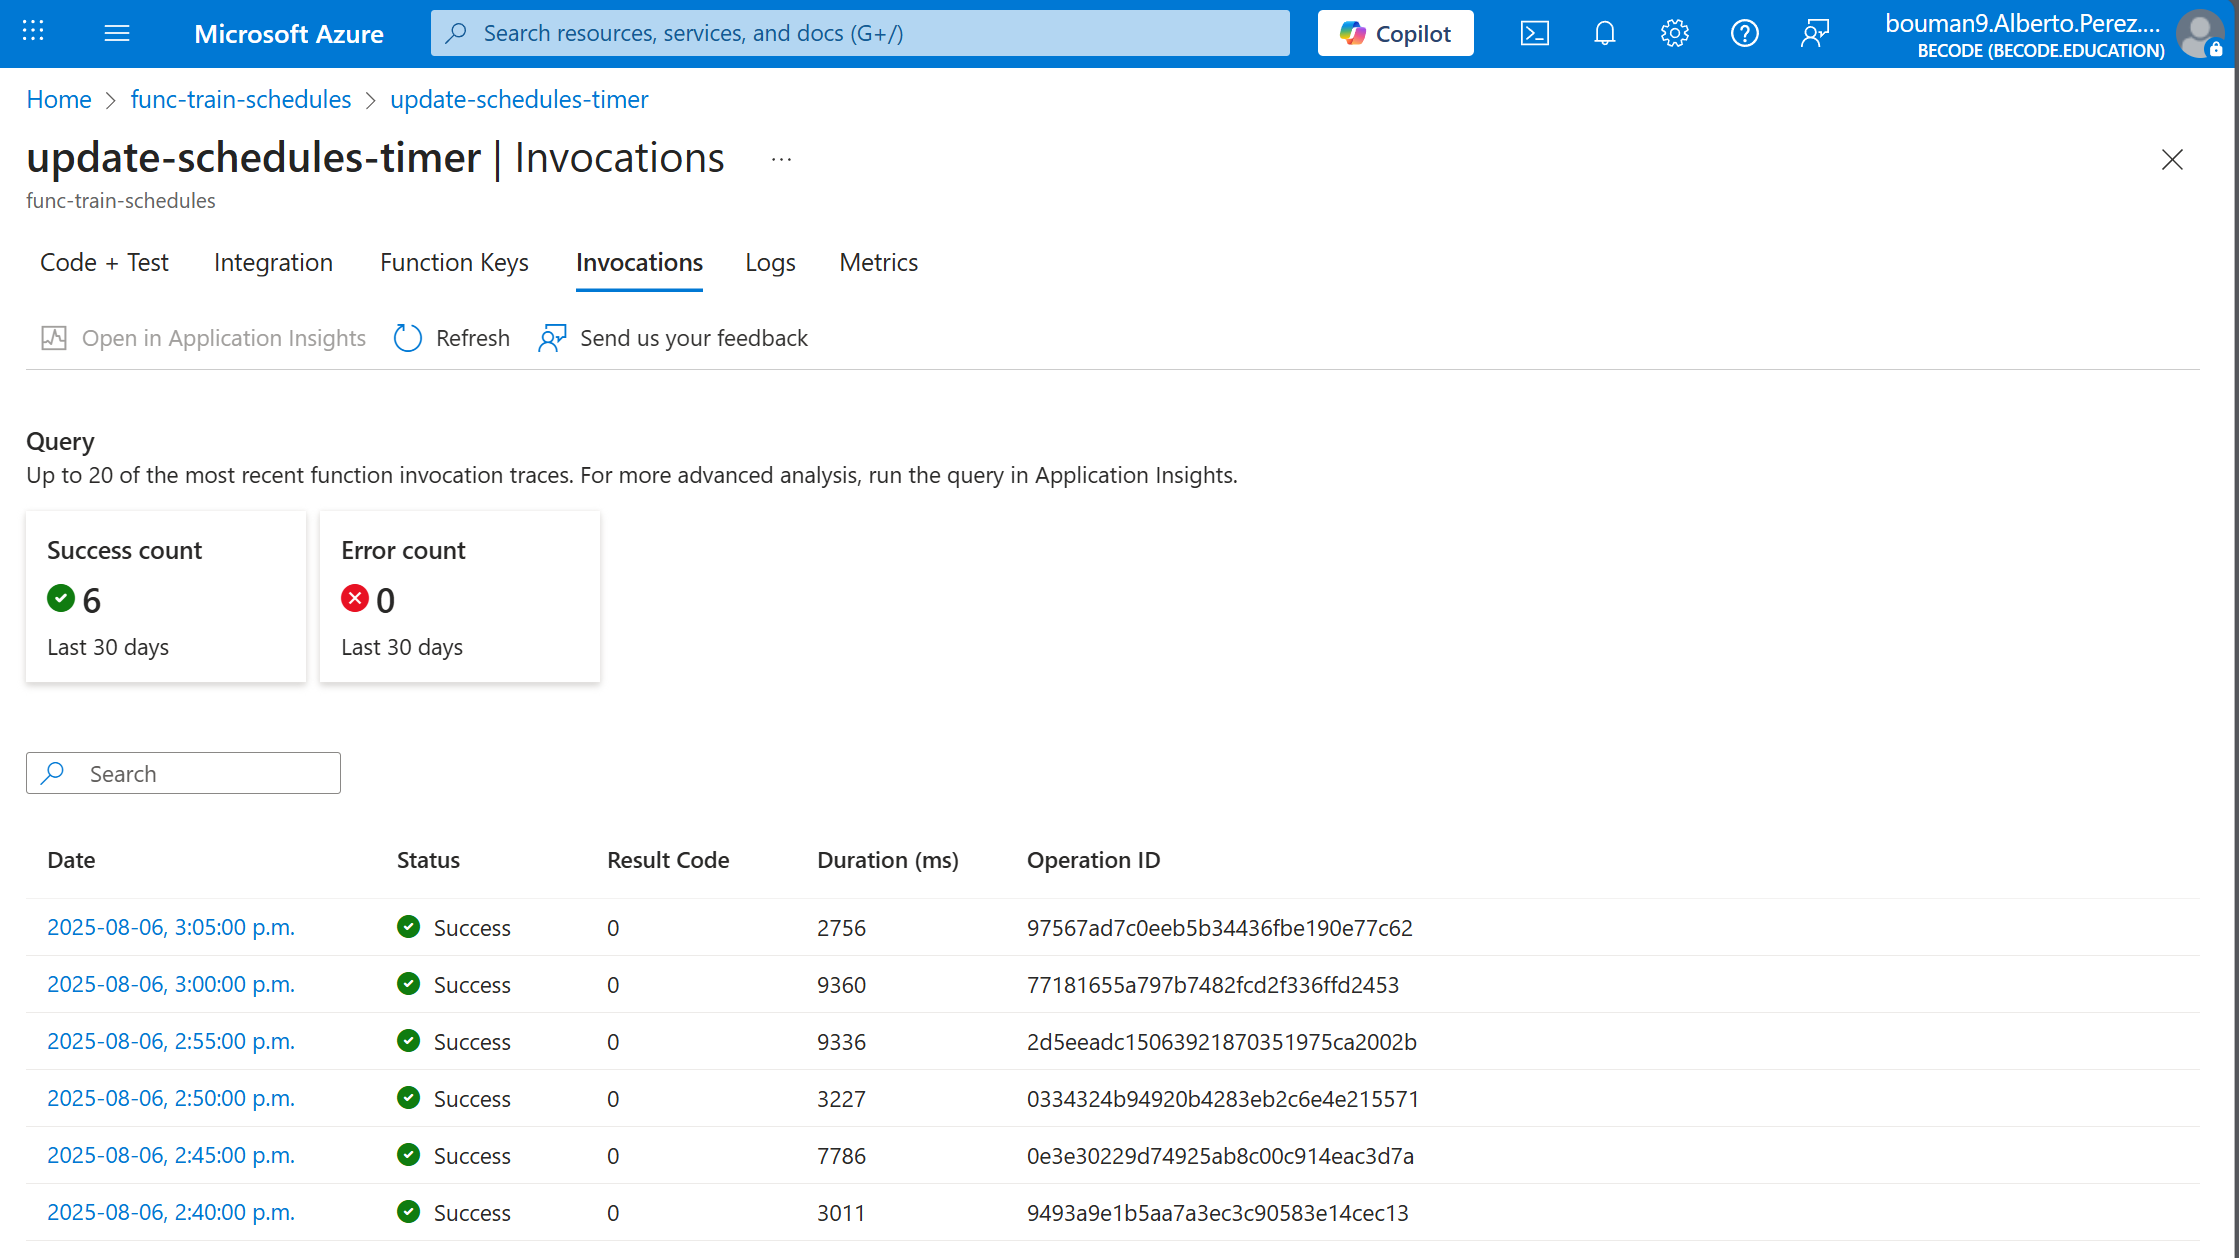 Microsoft Azure
Search resources, services, and docs (G+/)
Copilot
bouman9.Alberto.Perez....
BECODE (BECODE.EDUCATION)
Home > func-train-schedules > update-schedules-timer
update-schedules-timer | Invocations ...
func-train-schedules
Code + Test Integration Function Keys Invocations Logs Metrics
Open in Application Insights Refresh Send us your feedback
Query
Up to 20 of the most recent function invocation traces. For more advanced analysis, run the query in Application Insights.
Success count Error count
6 0
Last 30 days Last 30 days
Search
Date Status Result Code Duration (ms) Operation ID
2025-08-06, 3:05:00 p.m. Success 0 2756 97567ad7c0eeb5b34436fbe190e77c62
2025-08-06, 3:00:00 p.m. Success 0 9360 77181655a797b7482fcd2f336ffd2453
2025-08-06, 2:55:00 p.m. Success 0 9336 2d5eeadc15063921870351975ca2002b
2025-08-06, 2:50:00 p.m. Success 0 3227 0334324b94920b4283eb2c6e4e215571
2025-08-06, 2:45:00 p.m. Success 0 7786 0e3e30229d74925ab8c00c914eac3d7a
2025-08-06, 2:40:00 p.m. Success 0 3011 9493a9e1b5aa7a3ec3c90583e14cec13